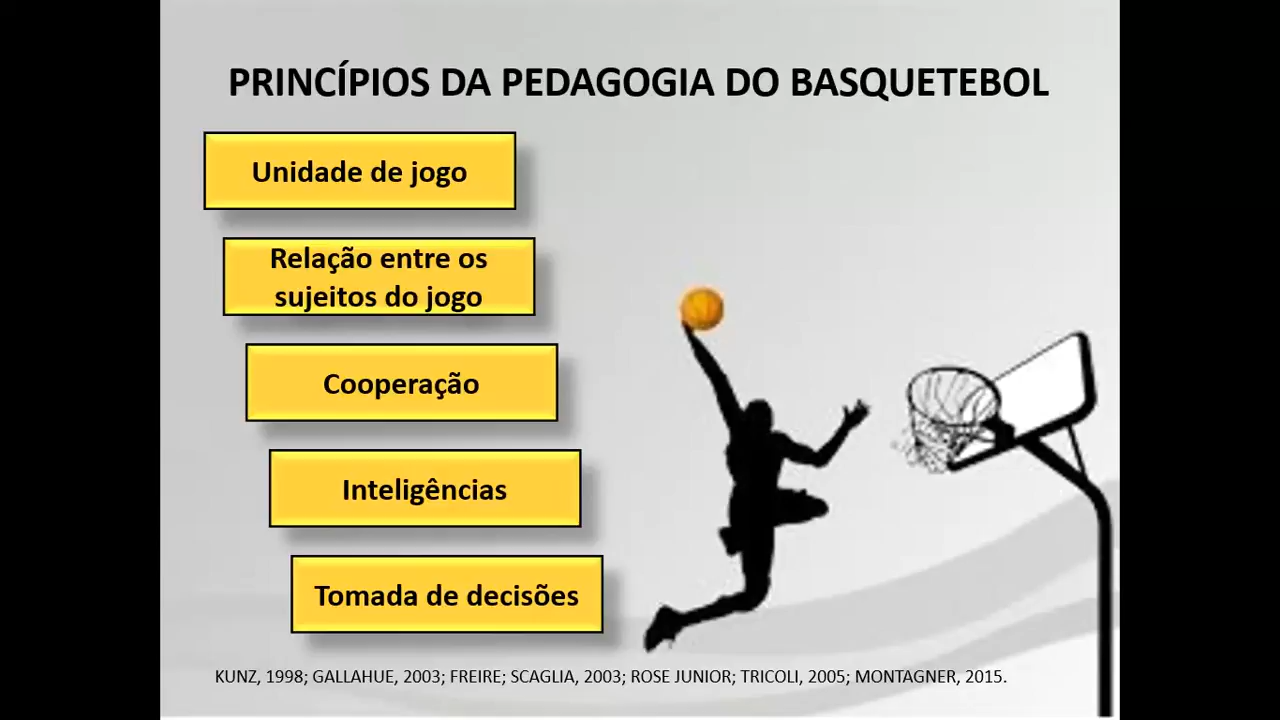 PRINCÍPIOS DA PEDAGOGIA DO BASQUETEBOL
Unidade de jogo
Relação entre os
sujeitos do jogo
Cooperação
Inteligências
Tomada de decisões
KUNZ, 1998; GALLAHUE, 2003; FREIRE; SCAGLIA, 2003; ROSE JUNIOR; TRICOLI, 2005; MONTAGNER, 2015.